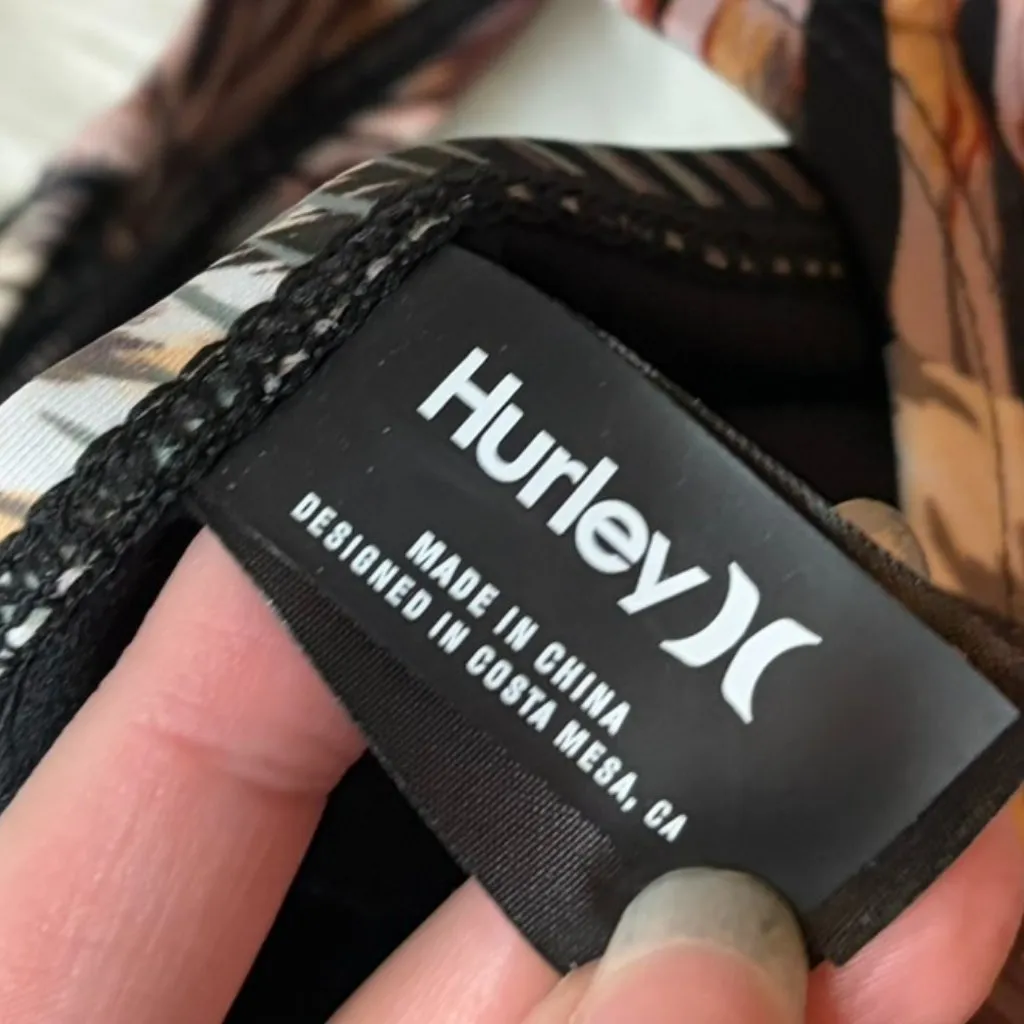 Hurley
MADE IN CHINA
DESIGNED IN COSTA MESA, CA